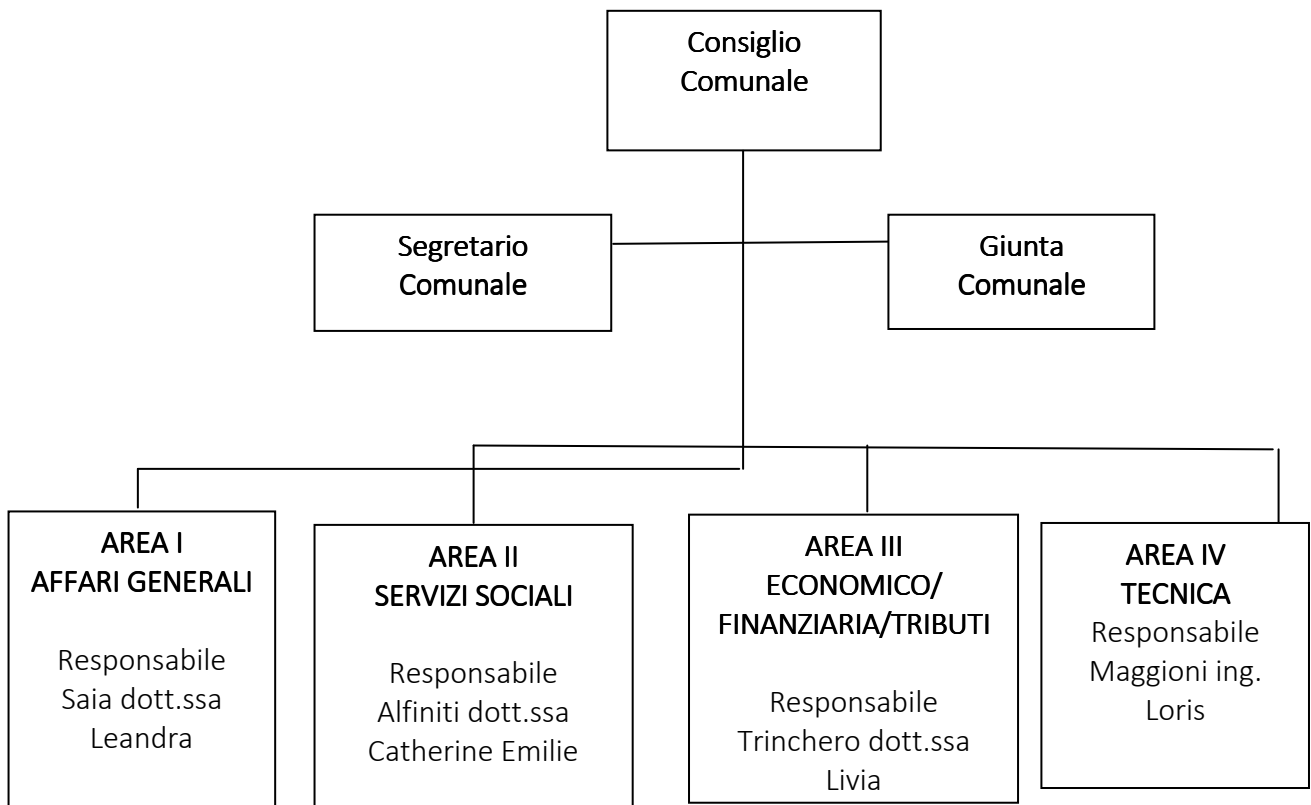 Consiglio
Comunale
Segretario
Comunale
Giunta
Comunale
AREA I
AFFARI GENERALI
Responsabile
Saia dott.ssa
Leandra
AREA II
SERVIZI SOCIALI
Responsabile
Alfiniti dott.ssa
Catherine Emilie
AREA III
ECONOMICO/
FINANZIARIA/TRIBUTI
Responsabile
Trinchero dott.ssa
Livia
AREA IV
TECNICA
Responsabile
Maggioni ing.
Loris